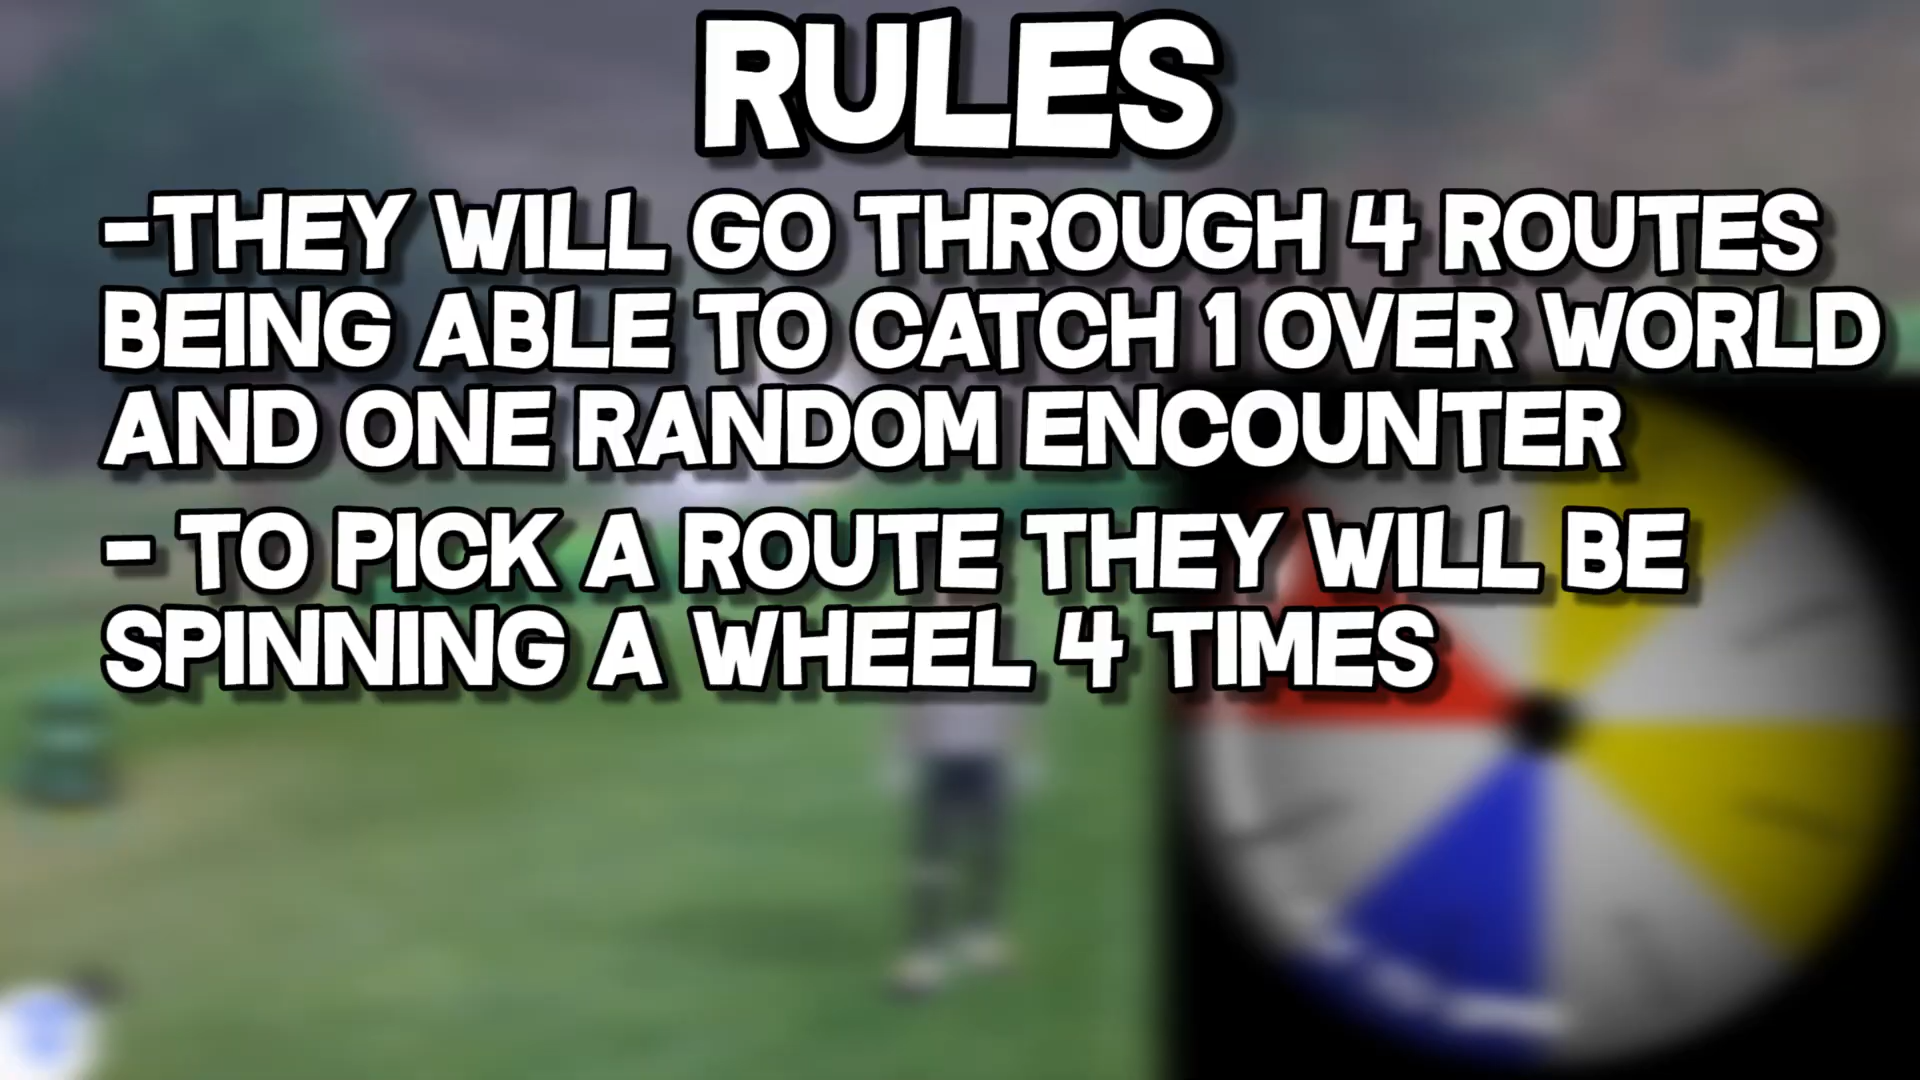 RULES
-THEY WILL GO THROUGH 4 ROUTES
BEING ABLE TO CATCH 1 OVER WORLD
AND ONE RANDOM ENCOUNTER
- TO PICK A ROUTE THEY WILL BE
SPINNING A WHEEL 4 TIMES